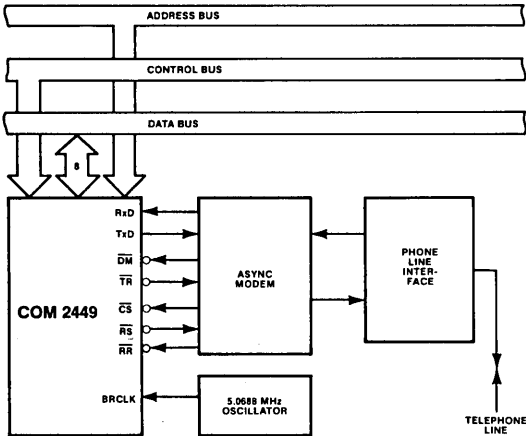 ADDRESS BUS
CONTROL BUS
DATA BUS
8
COM 2449
RxD
TxD
DM
TR
CS
RS
RR
BRCLK
ASYNC
MODEM
5.0688 MHz
OSCILLATOR
PHONE
LINE
INTER-
FACE
TELEPHONE
LINE